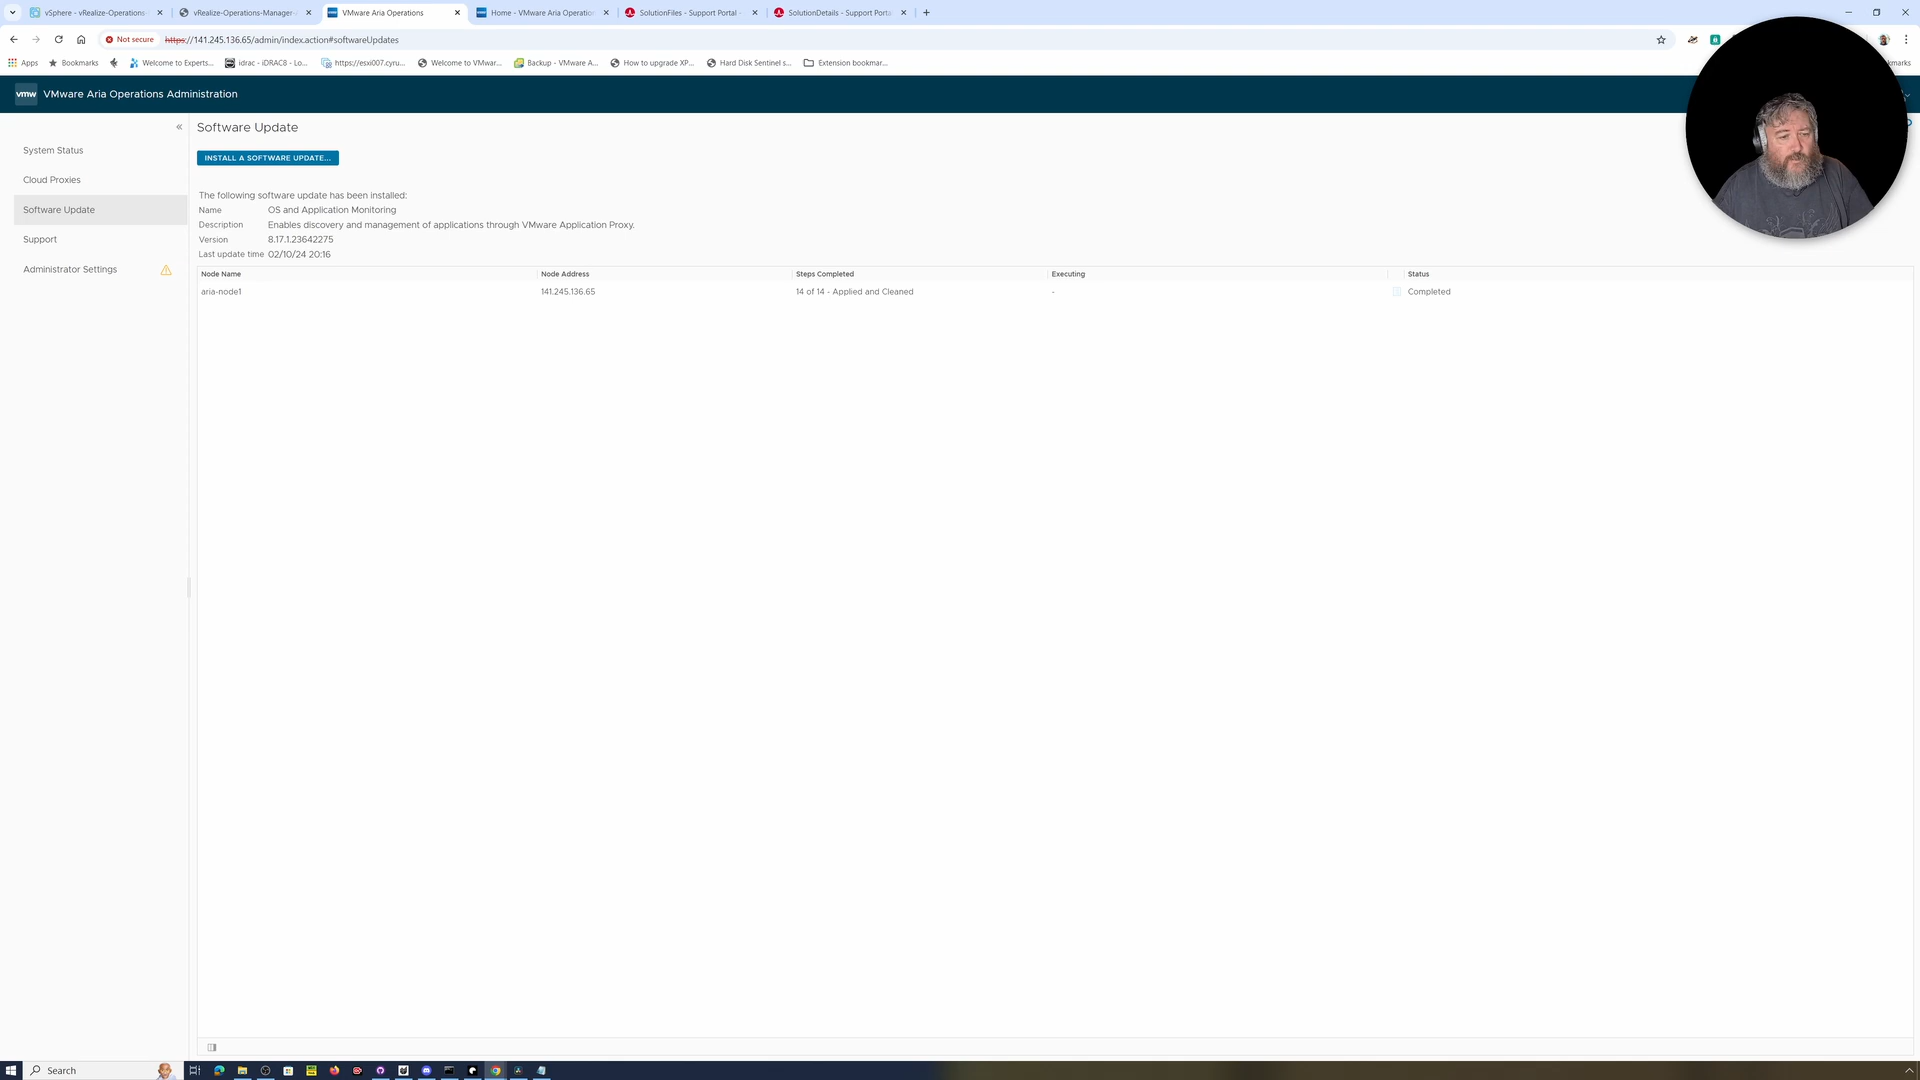 vSphere - vRealize-Operations-
vRealize-Operations-Manager-
VMware Aria Operations
Home - VMware Aria Operation
SolutionFiles - Support Portal -
SolutionDetails - Support Porta
Not secure
https://141.245.136.65/admin/index.action#softwareUpdates
Apps
Bookmarks
Welcome to Experts...
idrac - iDRAC8 - Lo...
https://esxi007.cyru...
Welcome to VMwar...
Backup - VMware A...
How to upgrade XP...
Hard Disk Sentinel s...
Extension bookmar...
kmarks
vmw
VMware Aria Operations Administration
System Status
Cloud Proxies
Software Update
Support
Administrator Settings
Software Update
INSTALL A SOFTWARE UPDATE...
The following software update has been installed:
Name OS and Application Monitoring
Description Enables discovery and management of applications through VMware Application Proxy.
Version 8.17.1.23642275
Last update time 02/10/24 20:16
Node Name Node Address Steps Completed Executing Status
aria-node1 141.245.136.65 14 of 14 - Applied and Cleaned - Completed
Search